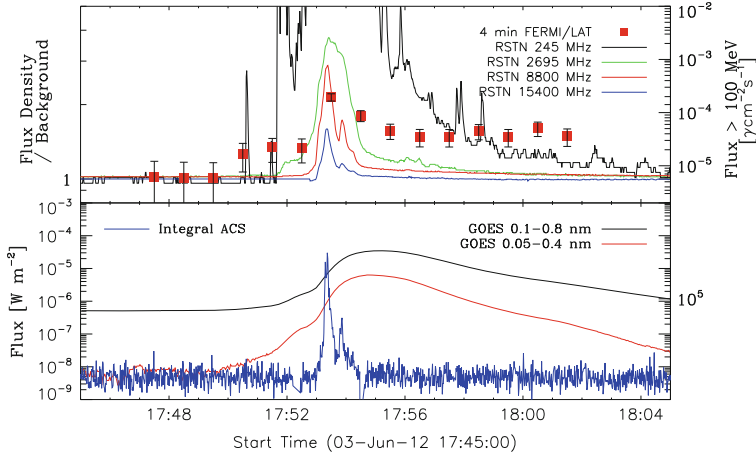 4 min FERMI/LAT
RSTN 245 MHz
RSTN 2695 MHz
RSTN 8800 MHz
RSTN 15400 MHz
Flux Density
/ Background
1
10⁻²
10⁻³
10⁻⁴
10⁻⁵
Flux > 100 MeV
[γcm⁻²s⁻¹]
Integral ACS
GOES 0.1-0.8 nm
GOES 0.05-0.4 nm
Flux [W m⁻²]
10⁻³
10⁻⁴
10⁻⁵
10⁻⁶
10⁻⁷
10⁻⁸
10⁻⁹
10⁵
17:48 17:52 17:56 18:00 18:04
Start Time (03-Jun-12 17:45:00)